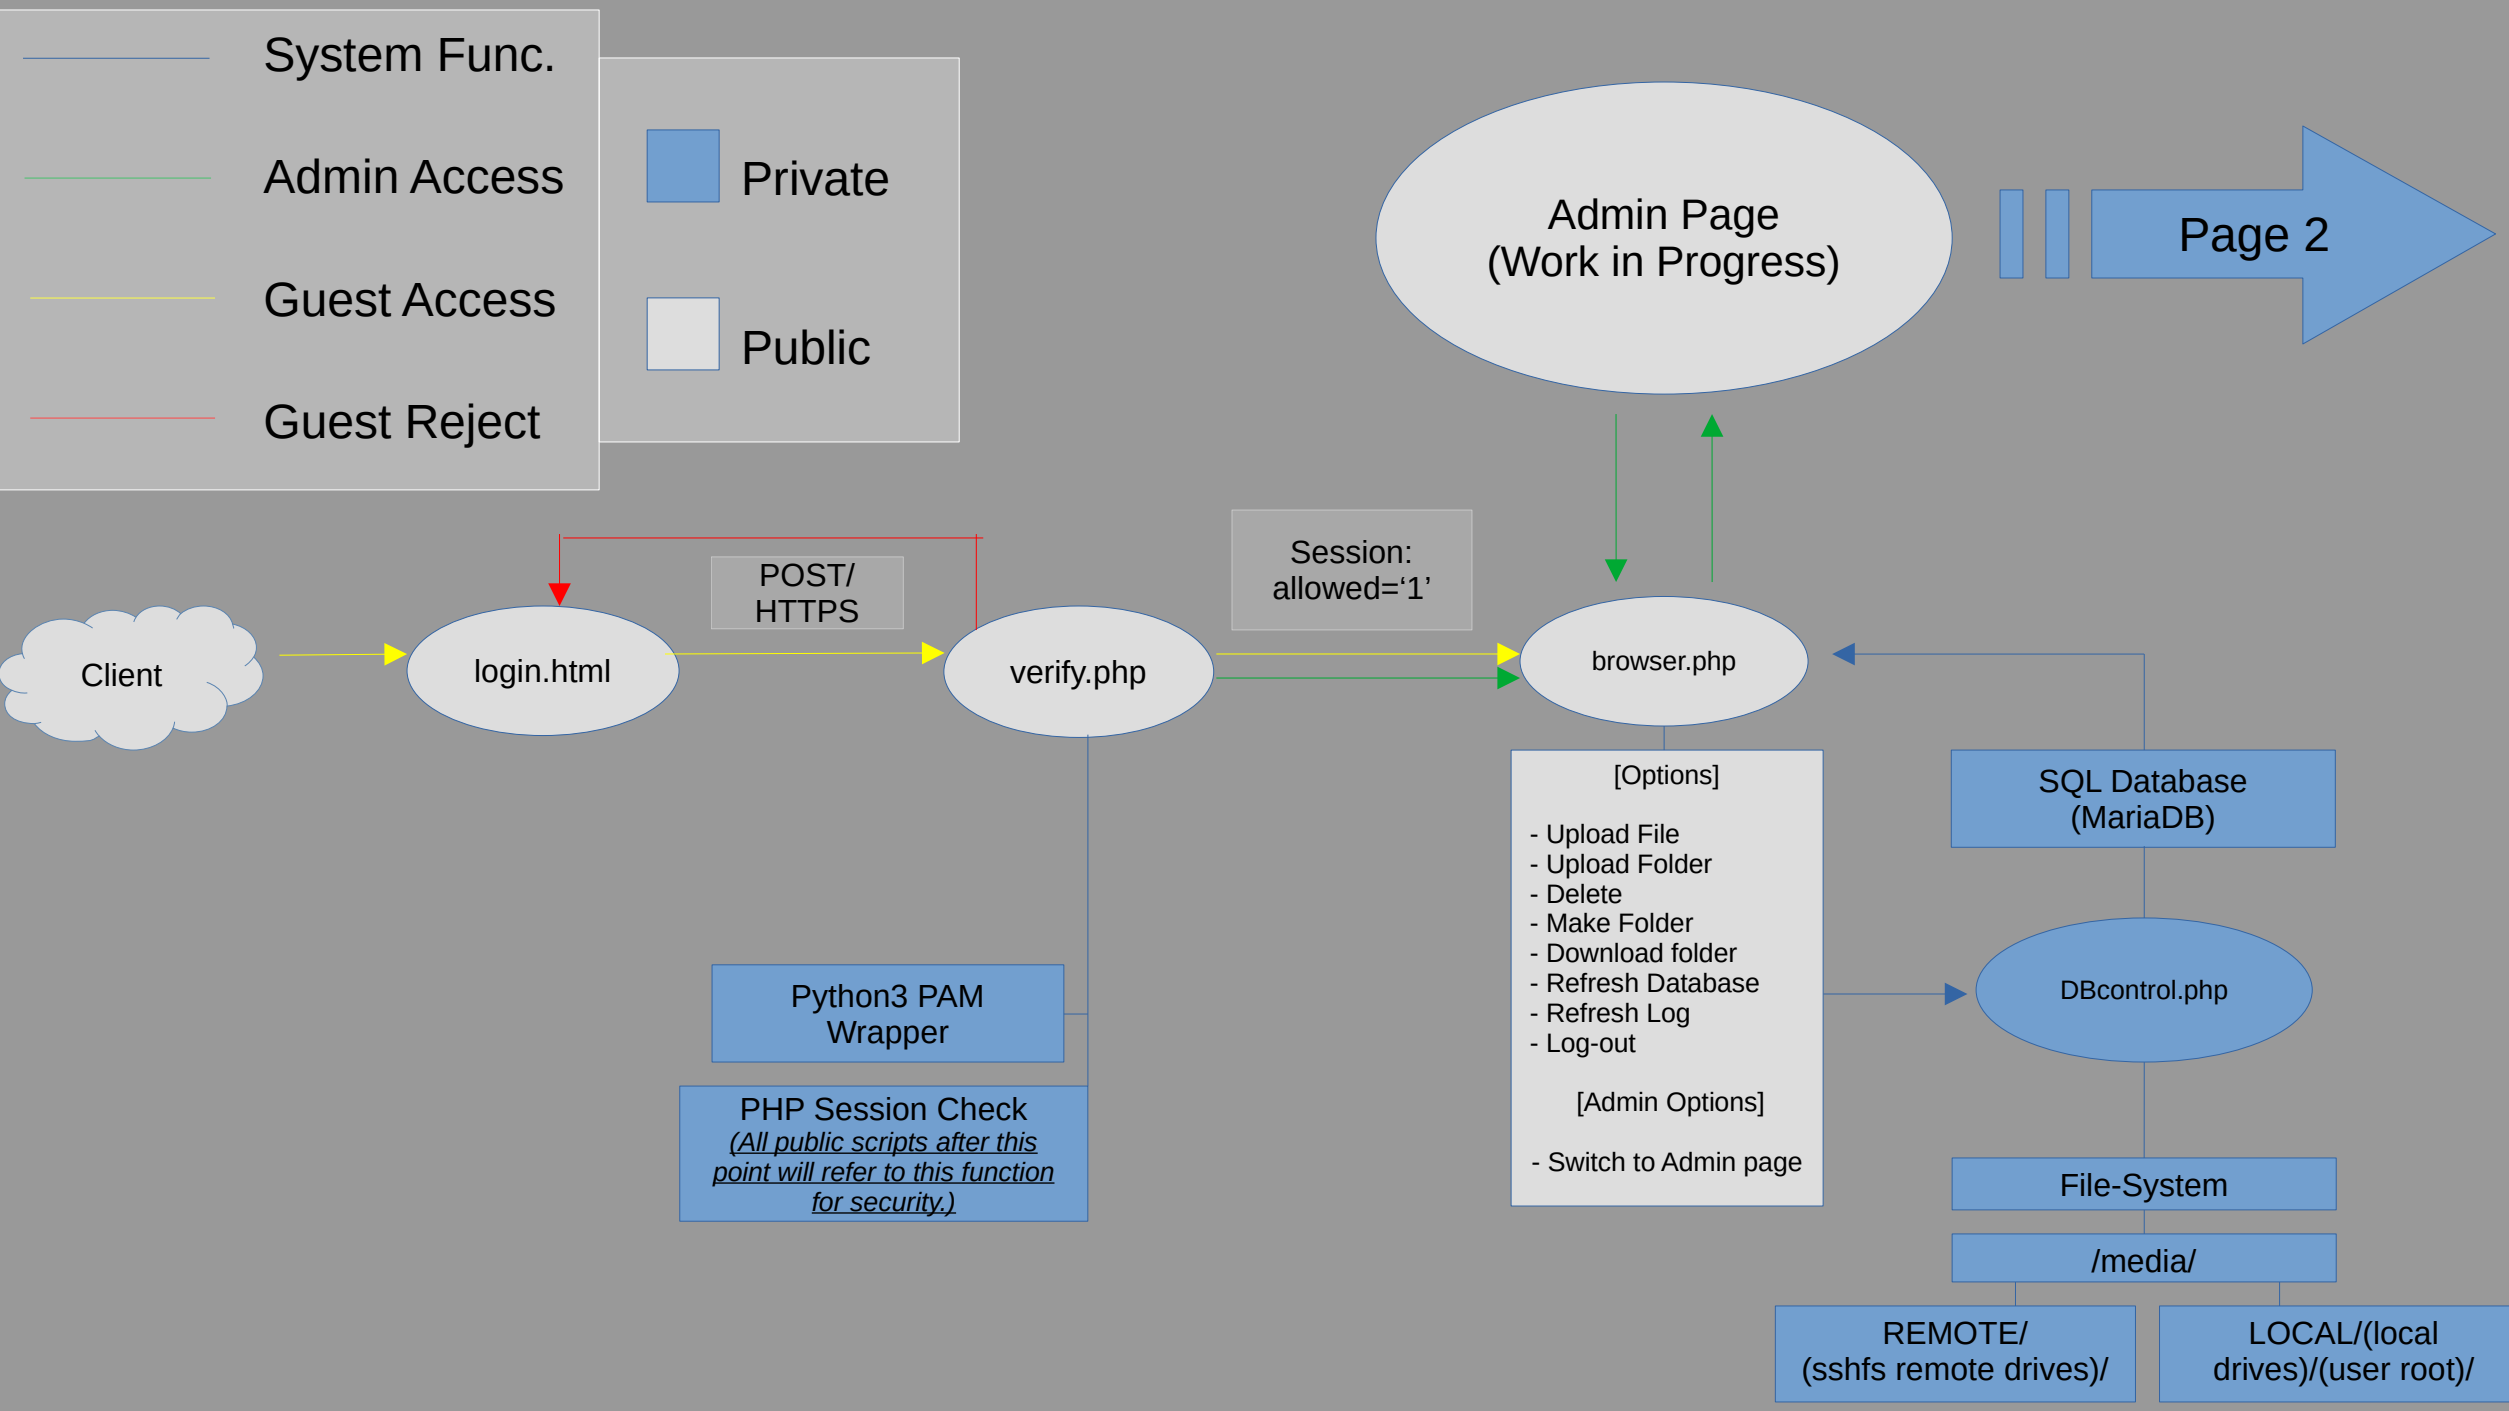 System Func.
Admin Access
Guest Access
Guest Reject
Private
Public
Admin Page
(Work in Progress)
Page 2
Client
login.html
POST/
HTTPS
verify.php
Session:
allowed=‘1’
browser.php
[Options]
- Upload File
- Upload Folder
- Delete
- Make Folder
- Download folder
- Refresh Database
- Refresh Log
- Log-out
[Admin Options]
- Switch to Admin page
Python3 PAM
Wrapper
PHP Session Check
(All public scripts after this
point will refer to this function
for security.)
SQL Database
(MariaDB)
DBcontrol.php
File-System
/media/
REMOTE/
(sshfs remote drives)/
LOCAL/(local
drives)/(user root)/